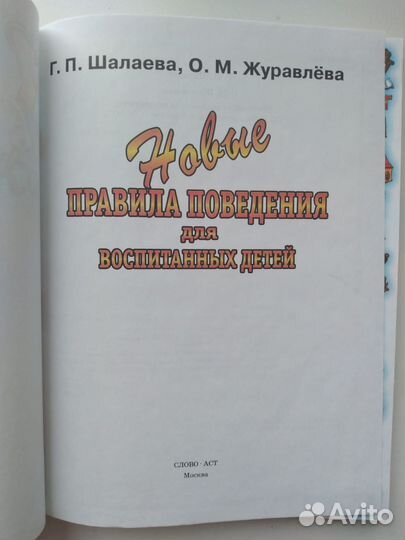 Г. П. Шалаева, О. М. Журавлёва
Новые
ПРАВИЛА ПОВЕДЕНИЯ
для
ВОСПИТАННЫХ ДЕТЕЙ
СЛОВО · АСТ
Москва
Avito